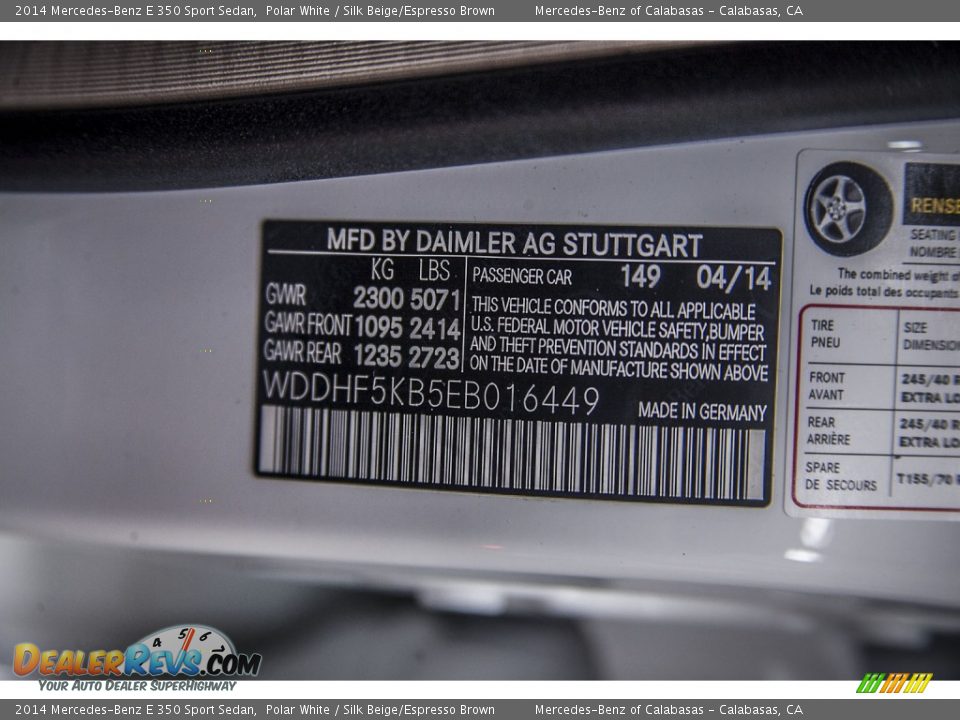 2014 Mercedes-Benz E 350 Sport Sedan, Polar White / Silk Beige/Espresso Brown Mercedes-Benz of Calabasas - Calabasas, CA
MFD BY DAIMLER AG STUTTGART
KG LBS
GVWR 2300 5071
GAWR FRONT 1095 2414
GAWR REAR 1235 2723
PASSENGER CAR 149 04/14
THIS VEHICLE CONFORMS TO ALL APPLICABLE
U.S. FEDERAL MOTOR VEHICLE SAFETY,BUMPER
AND THEFT PREVENTION STANDARDS IN EFFECT
ON THE DATE OF MANUFACTURE SHOWN ABOVE
WDDHF5KB5EB016449
MADE IN GERMANY
RENSE
SEATING
NOMBRE
The combined weight of
Le poids total des occupants
TIRE SIZE
PNEU DIMENSION
FRONT 245/40 R
AVANT EXTRA LO
REAR 245/40 R
ARRIÈRE EXTRA LO
SPARE T155/70
DE SECOURS
4 5 6
DEALERREVS.COM
YOUR AUTO DEALER SUPERHIGHWAY
2014 Mercedes-Benz E 350 Sport Sedan, Polar White / Silk Beige/Espresso Brown Mercedes-Benz of Calabasas - Calabasas, CA